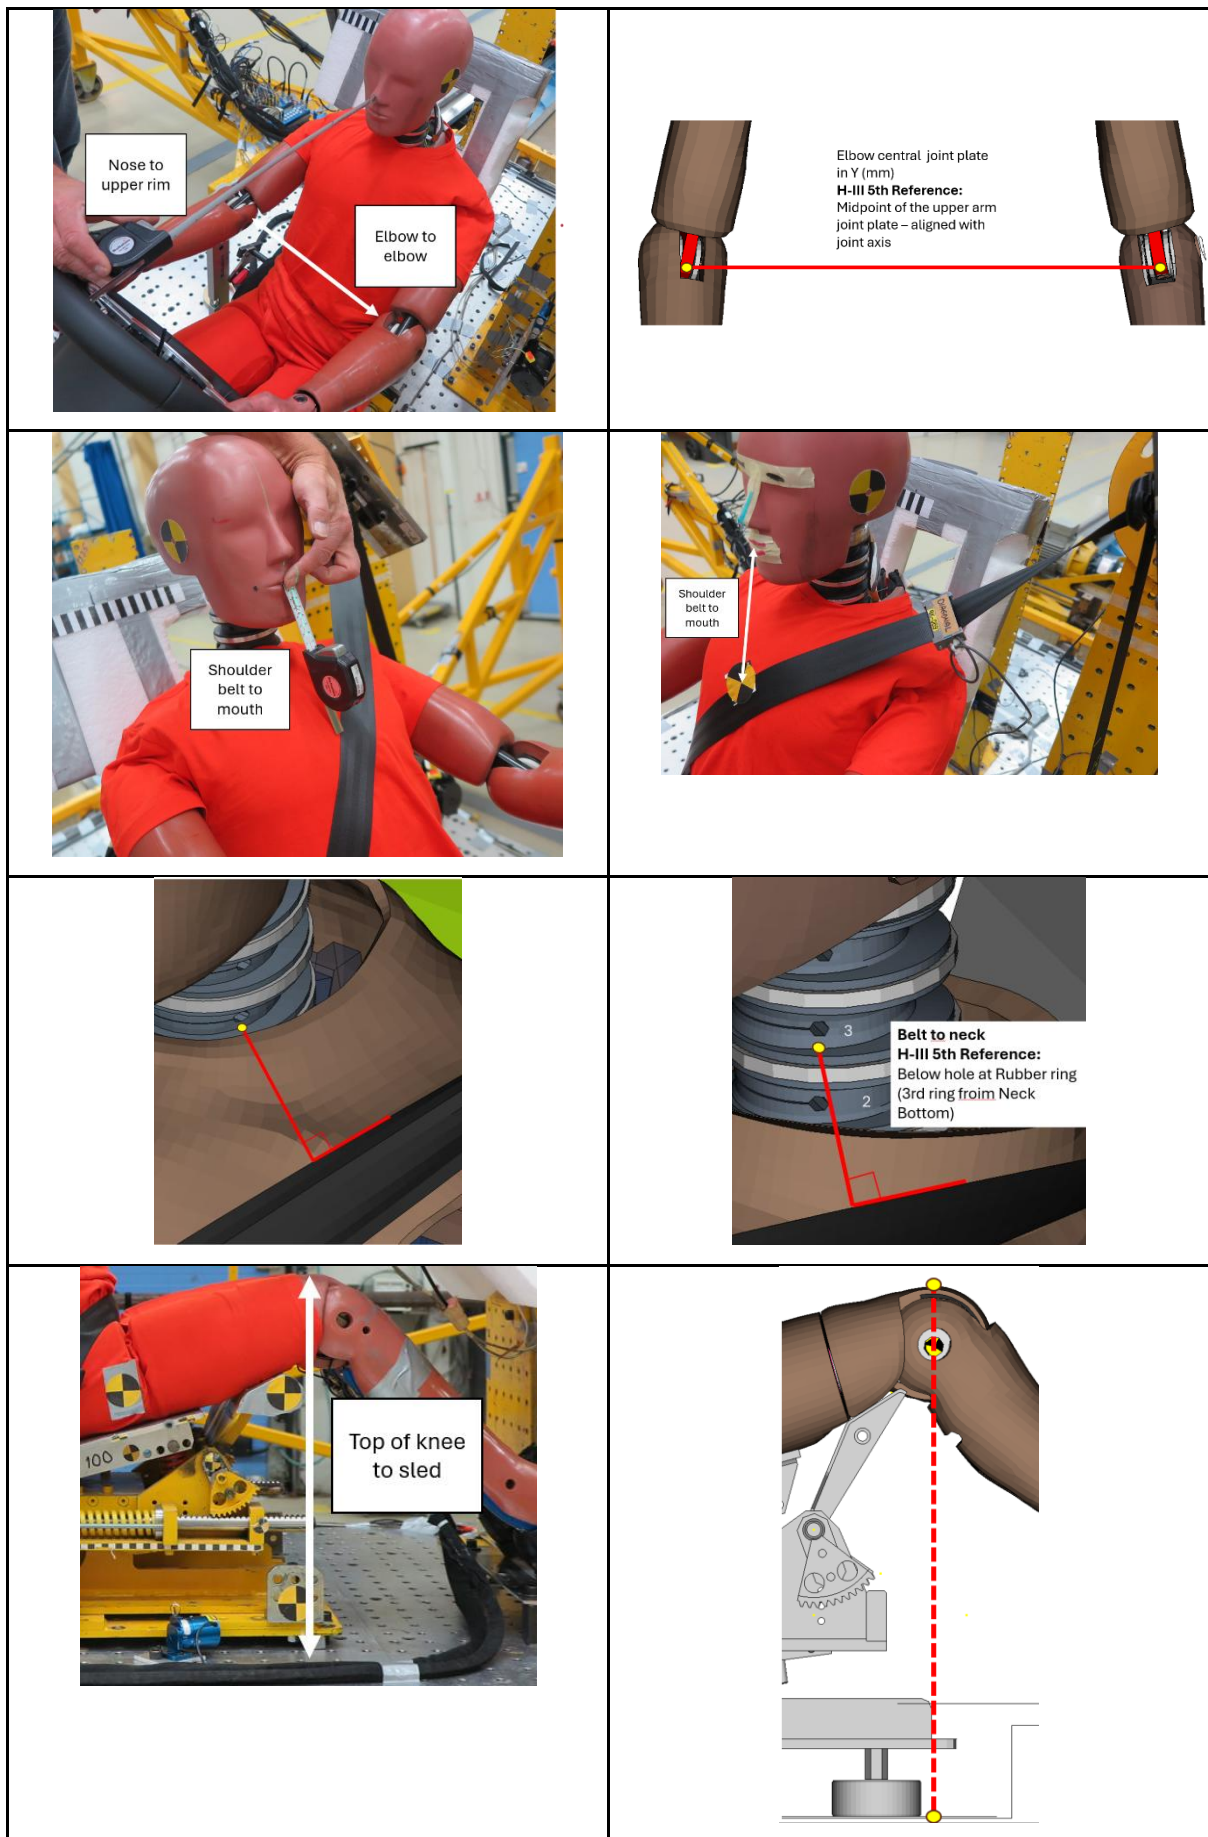 Nose to
upper rim
Elbow to
elbow
Elbow central joint plate
in Y (mm)
H-III 5th Reference:
Midpoint of the upper arm
joint plate – aligned with
joint axis
Shoulder
belt to
mouth
Shoulder
belt to
mouth
3
2
Belt to neck
H-III 5th Reference:
Below hole at Rubber ring
(3rd ring froim Neck
Bottom)
100
Top of knee
to sled